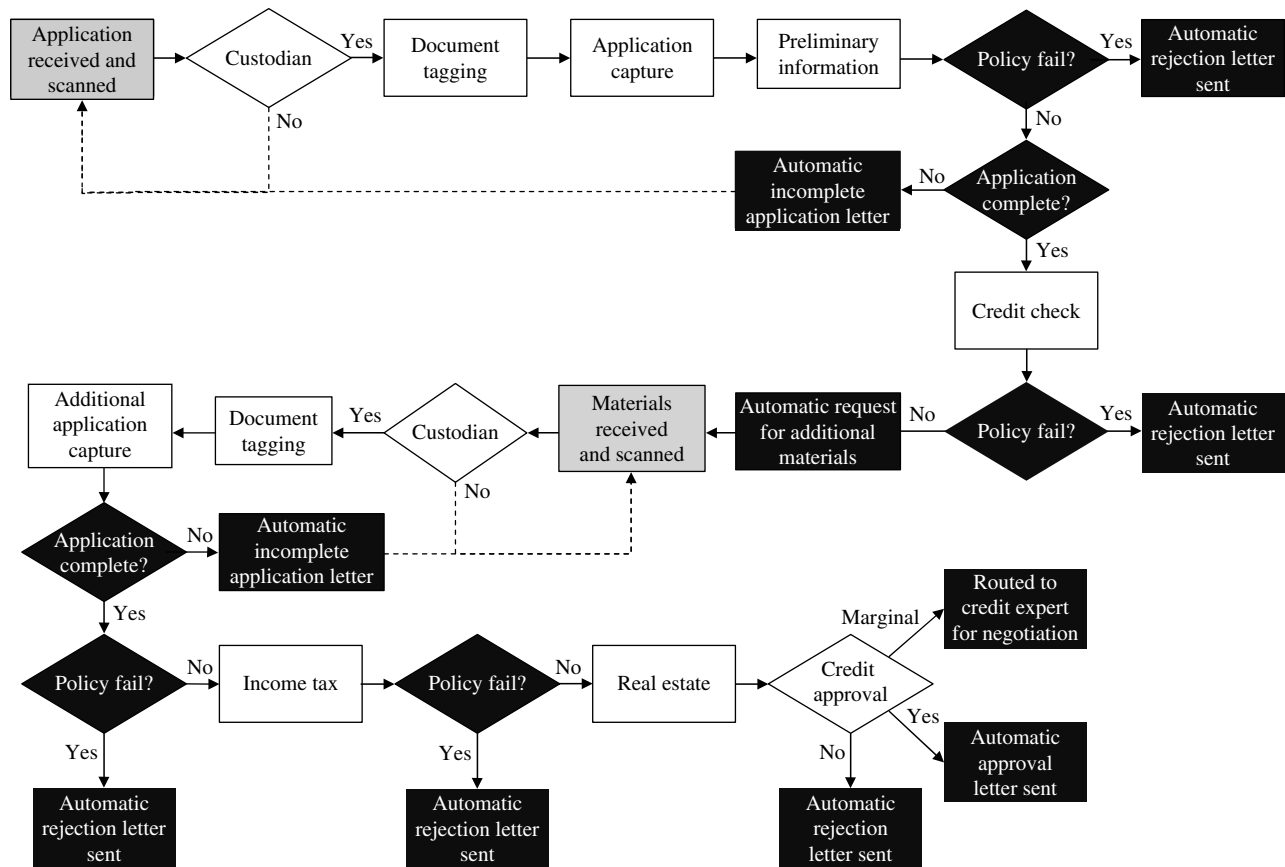 Application
received and
scanned
Custodian
Yes
No
Document
tagging
Application
capture
Preliminary
information
Policy fail?
Yes
No
Automatic
rejection letter
sent
Application
complete?
No
Yes
Automatic
incomplete
application letter
Credit check
Policy fail?
Yes
No
Automatic
rejection letter
sent
Automatic request
for additional
materials
Materials
received
and scanned
Custodian
Yes
No
Document
tagging
Additional
application
capture
Application
complete?
No
Yes
Automatic
incomplete
application letter
Policy fail?
No
Yes
Automatic
rejection letter
sent
Income tax
Policy fail?
No
Yes
Automatic
rejection letter
sent
Real estate
Credit
approval
Marginal
Routed to
credit expert
for negotiation
Yes
Automatic
approval
letter sent
No
Automatic
rejection
letter sent